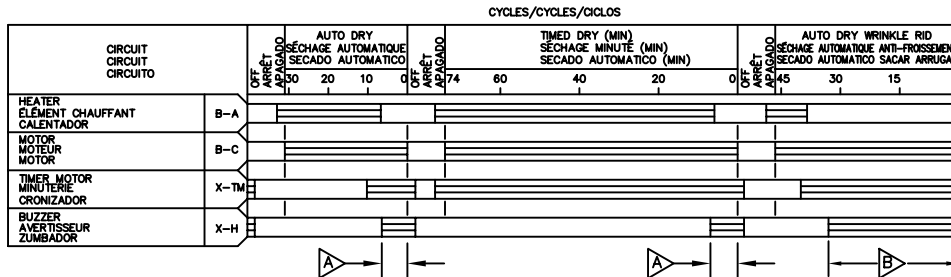 CYCLES/CYCLES/CICLOS
CIRCUIT
CIRCUIT
CIRCUITO
OFF
ARRÊT
APAGADO
AUTO DRY
SÉCHAGE AUTOMATIQUE
SECADO AUTOMATICO
30 20 10 0
OFF
ARRÊT
APAGADO
TIMED DRY (MIN)
SÉCHAGE MINUTÉ (MIN)
SECADO AUTOMATICO (MIN)
74 60 40 20 0
OFF
ARRÊT
APAGADO
AUTO DRY WRINKLE RID
SÉCHAGE AUTOMATIQUE ANTI-FROISSEMEN
SECADO AUTOMATICO SACAR ARRUGA
45 30 15
HEATER
ÉLÉMENT CHAUFFANT
CALENTADOR
B-A
MOTOR
MOTEUR
MOTOR
B-C
TIMER MOTOR
MINUTERIE
CRONIZADOR
X-TM
BUZZER
AVERTISSEUR
ZUMBADOR
X-H
A A B